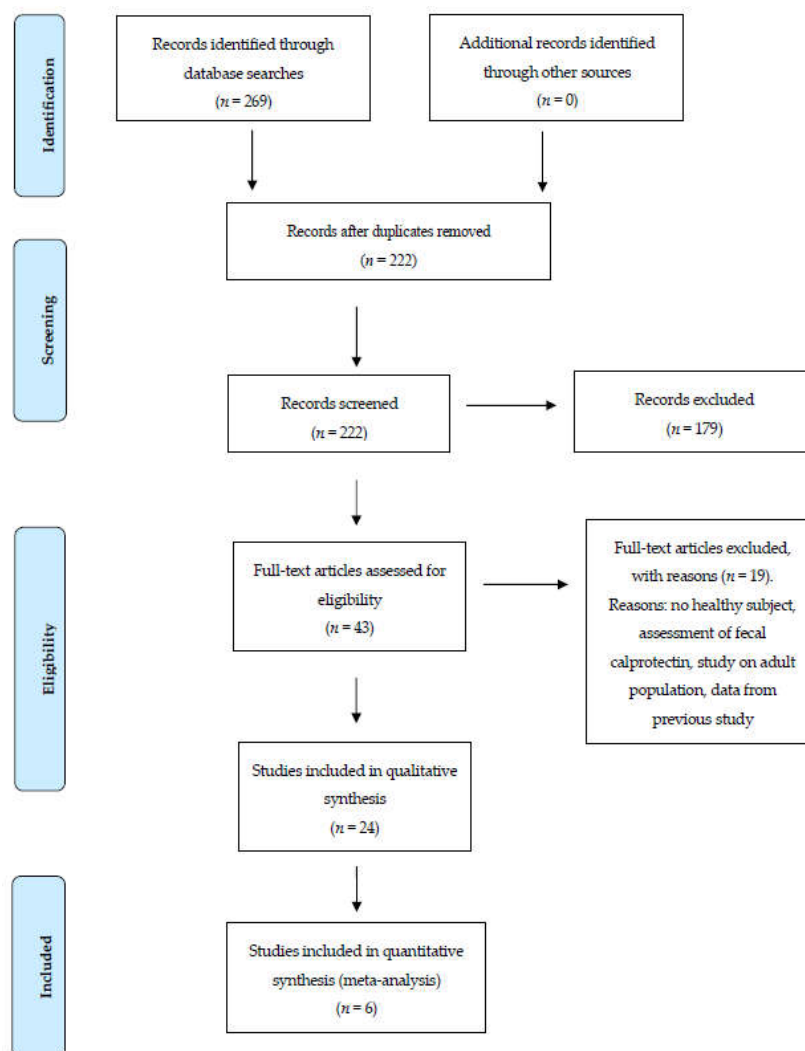 Identification
Records identified through
database searches
(n = 269)
Additional records identified
through other sources
(n = 0)
Records after duplicates removed
(n = 222)
Screening
Records screened
(n = 222)
Records excluded
(n = 179)
Eligibility
Full-text articles assessed for
eligibility
(n = 43)
Full-text articles excluded,
with reasons (n = 19).
Reasons: no healthy subject,
assessment of fecal
calprotectin, study on adult
population, data from
previous study
Studies included in qualitative
synthesis
(n = 24)
Included
Studies included in quantitative
synthesis (meta-analysis)
(n = 6)